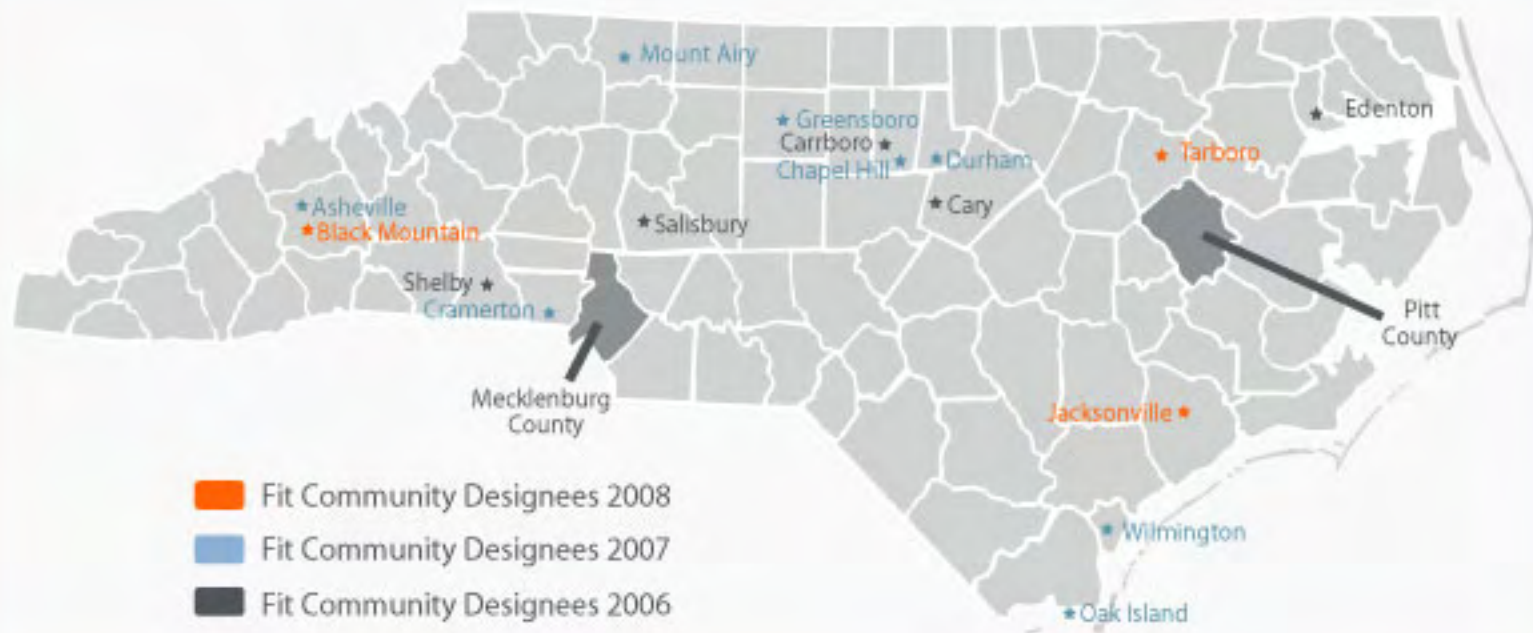 Mount Airy
Greensboro
Edenton
Carrboro
Chapel Hill
Durham
Tarboro
Asheville
Black Mountain
Salisbury
Cary
Shelby
Cramerton
Pitt
County
Mecklenburg
County
Jacksonville
Fit Community Designees 2008
Wilmington
Fit Community Designees 2007
Fit Community Designees 2006
Oak Island